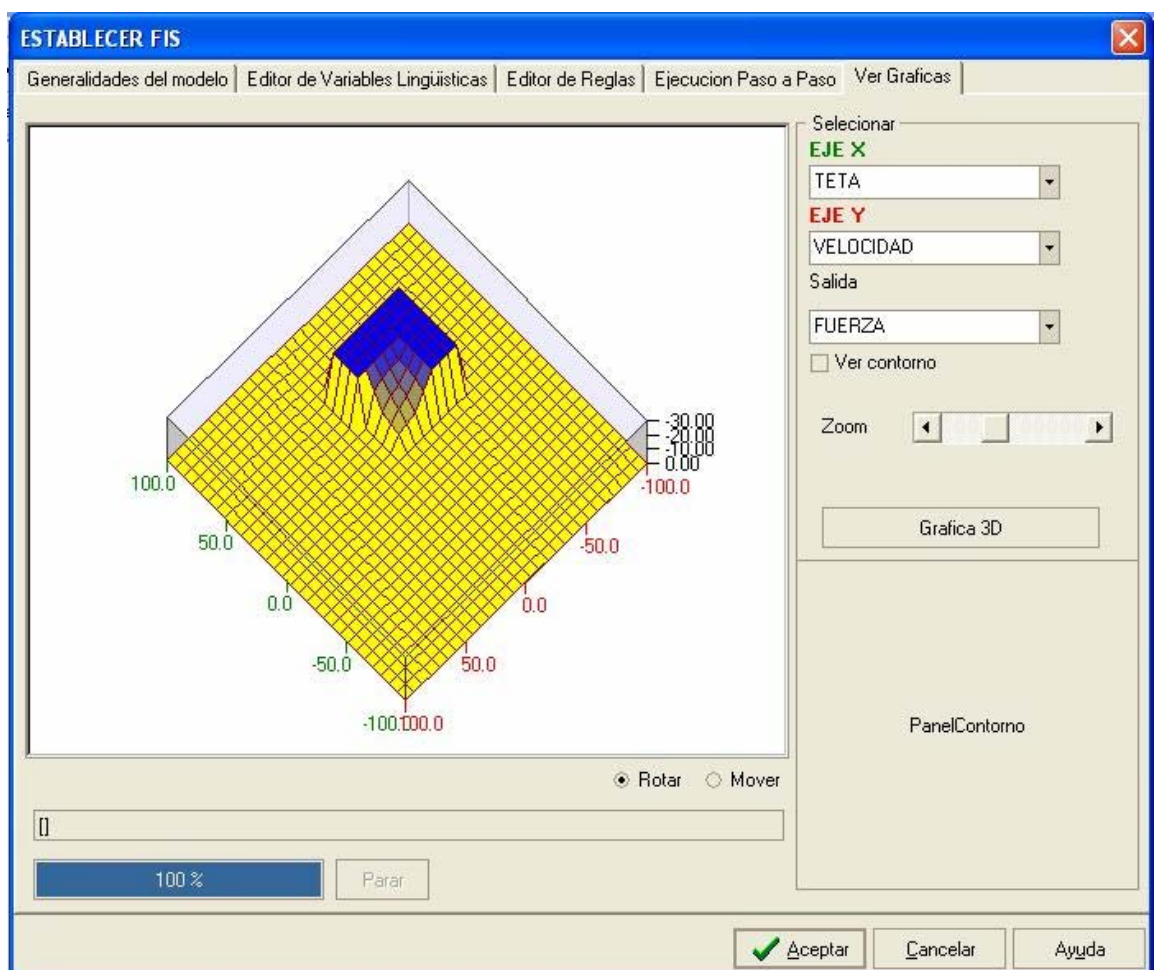 ESTABLECER FIS
Generalidades del modelo
Editor de Variables Lingüisticas
Editor de Reglas
Ejecucion Paso a Paso
Ver Graficas
Selecionar
EJE X
TETA
EJE Y
VELOCIDAD
Salida
FUERZA
Ver contorno
Zoom
Grafica 3D
PanelContorno
-30.00
-20.00
-10.00
0.00
100.0
50.0
0.0
-50.0
-100.0
-100.0
-50.0
0.0
50.0
100.0
Rotar
Mover
[]
100 %
Parar
Aceptar
Cancelar
Ayuda